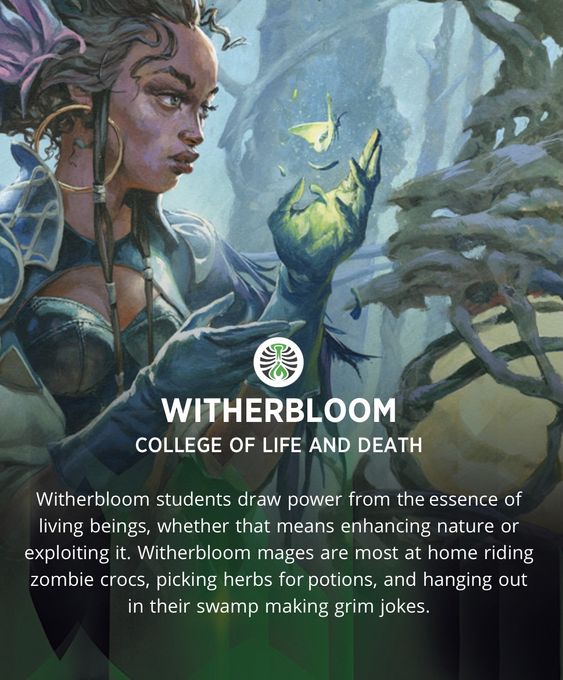 WITHERBLOOM
COLLEGE OF LIFE AND DEATH
Witherbloom students draw power from the essence of
living beings, whether that means enhancing nature or
exploiting it. Witherbloom mages are most at home riding
zombie crocs, picking herbs for potions, and hanging out
in their swamp making grim jokes.